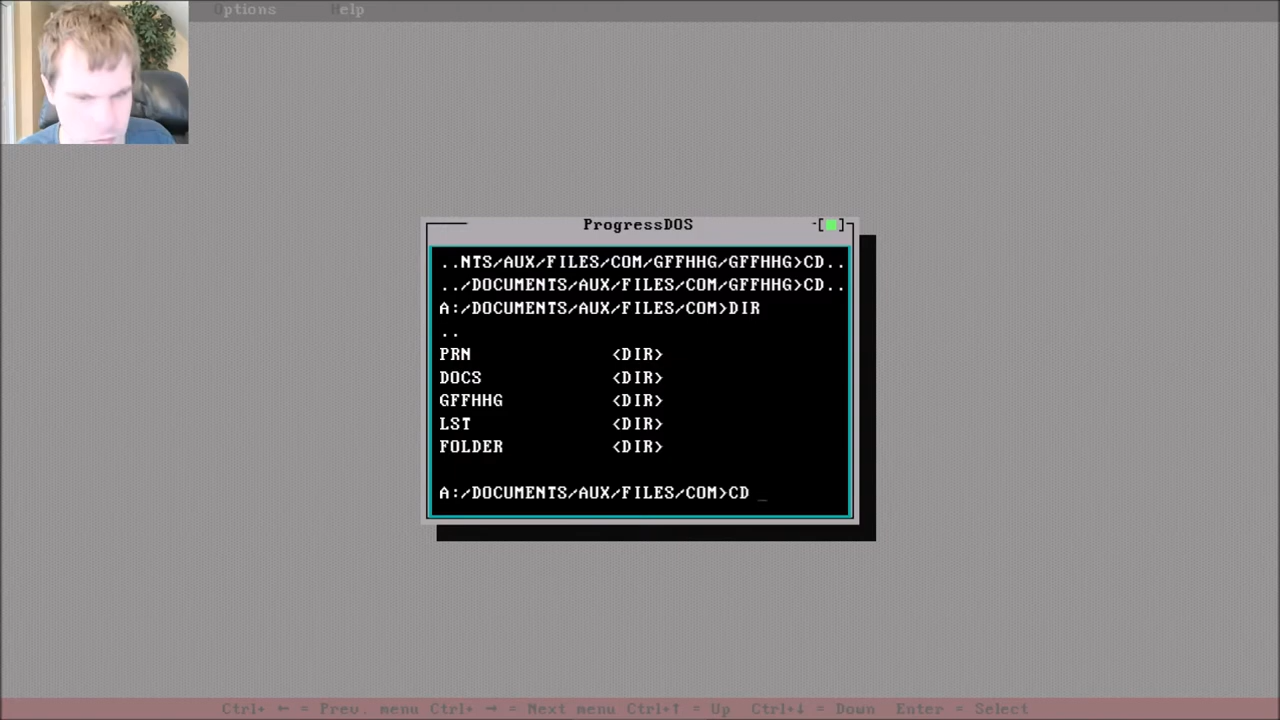 Options Help
ProgressDOS
..NTS/AUX/FILES/COM/GFFHHG/GFFHHG>CD..
../DOCUMENTS/AUX/FILES/COM/GFFHHG>CD..
A:/DOCUMENTS/AUX/FILES/COM>DIR
..
PRN <DIR>
DOCS <DIR>
GFFHHG <DIR>
LST <DIR>
FOLDER <DIR>
A:/DOCUMENTS/AUX/FILES/COM>CD _
Ctrl+ ← = Prev. menu Ctrl+ → = Next menu Ctrl+↑ = Up Ctrl+↓ = Down Enter = Select